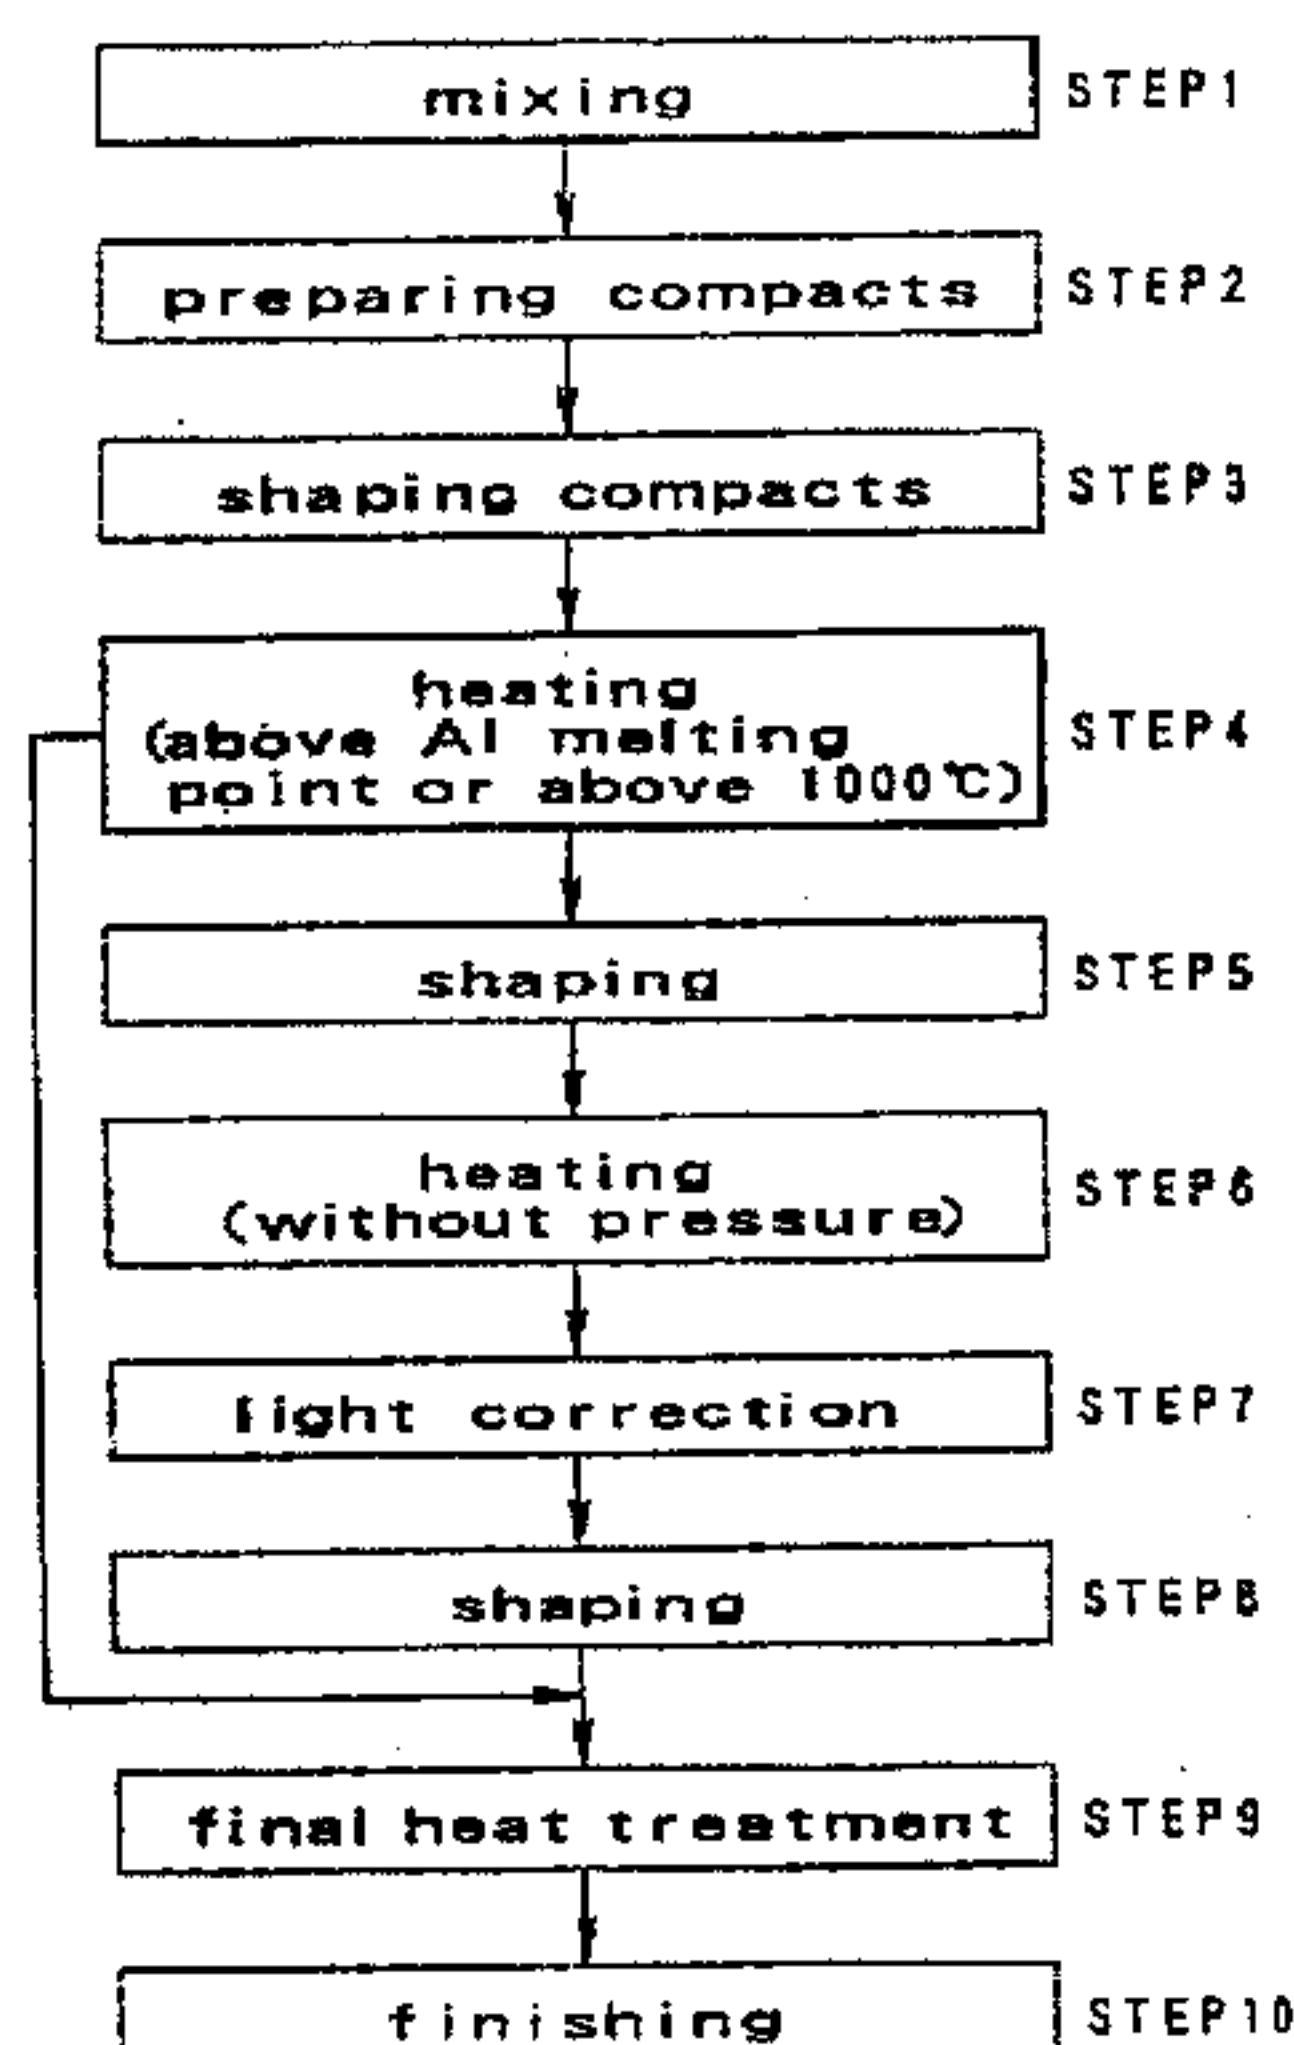 mixing STEP1
preparing compacts STEP2
shaping compacts STEP3
heating
(above Al melting STEP4
point or above 1000℃)
shaping STEP5
heating
(without pressure) STEP6
light correction STEP7
shaping STEP8
final heat treatment STEP9
finishing STEP10